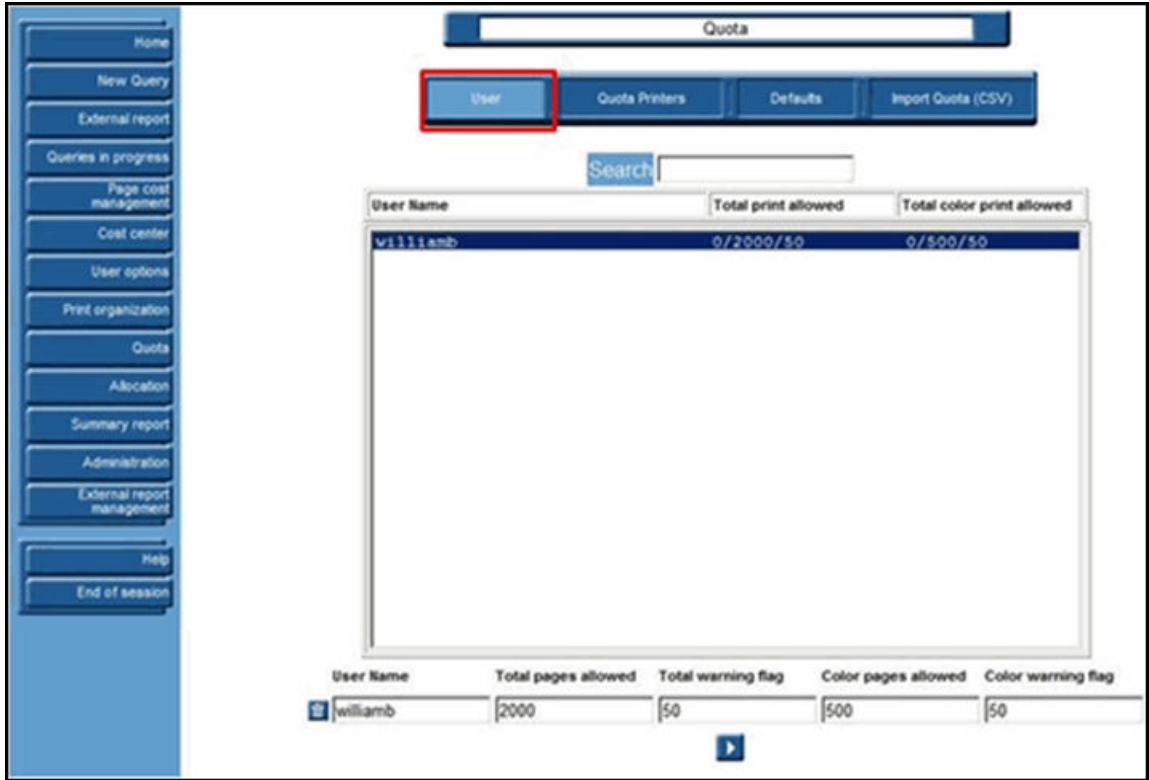 Home
New Query
External report
Queries in progress
Page cost
management
Cost center
User options
Print organization
Quota
Allocation
Summary report
Administration
External report
management
Help
End of session
Quota
User Quota Printers Defaults Import Quota (CSV)
Search
User Name Total print allowed Total color print allowed
williamb 0/2000/50 0/500/50
User Name Total pages allowed Total warning flag Color pages allowed Color warning flag
williamb 2000 50 500 50